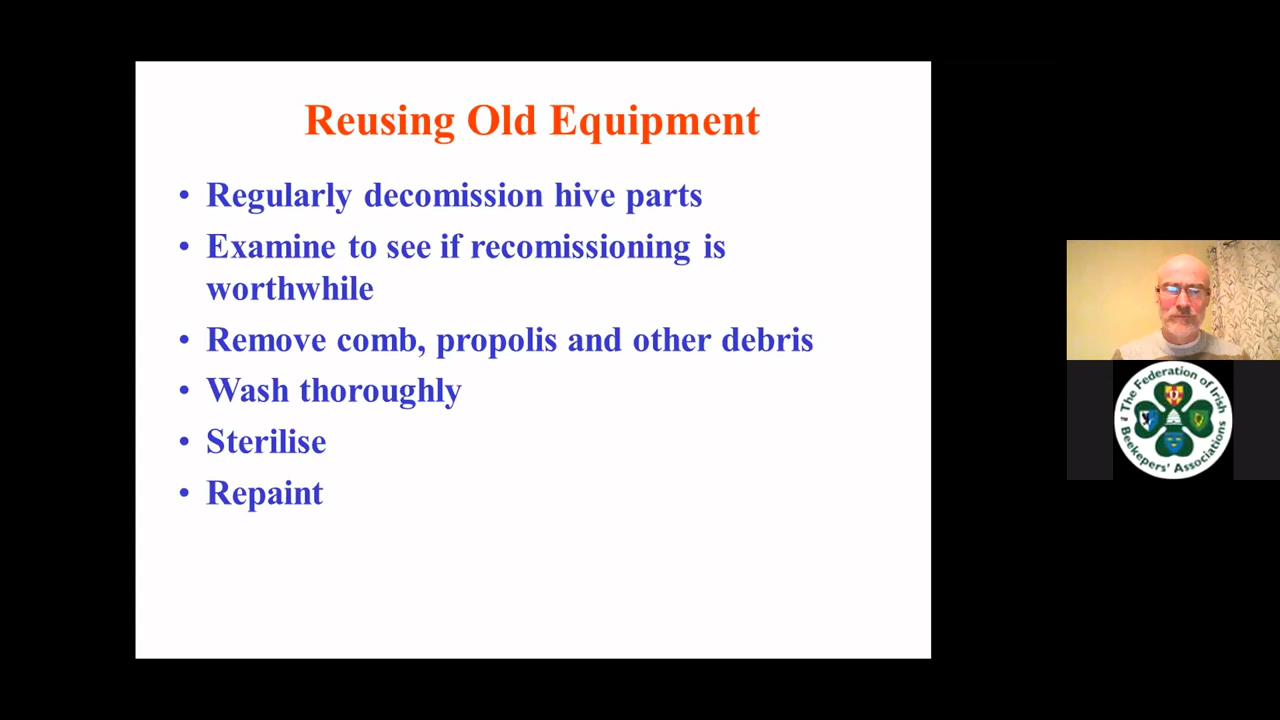 Reusing Old Equipment
• Regularly decomission hive parts
• Examine to see if recomissioning is
worthwhile
• Remove comb, propolis and other debris
• Wash thoroughly
• Sterilise
• Repaint
The Federation of Irish
Beekepers' Associations